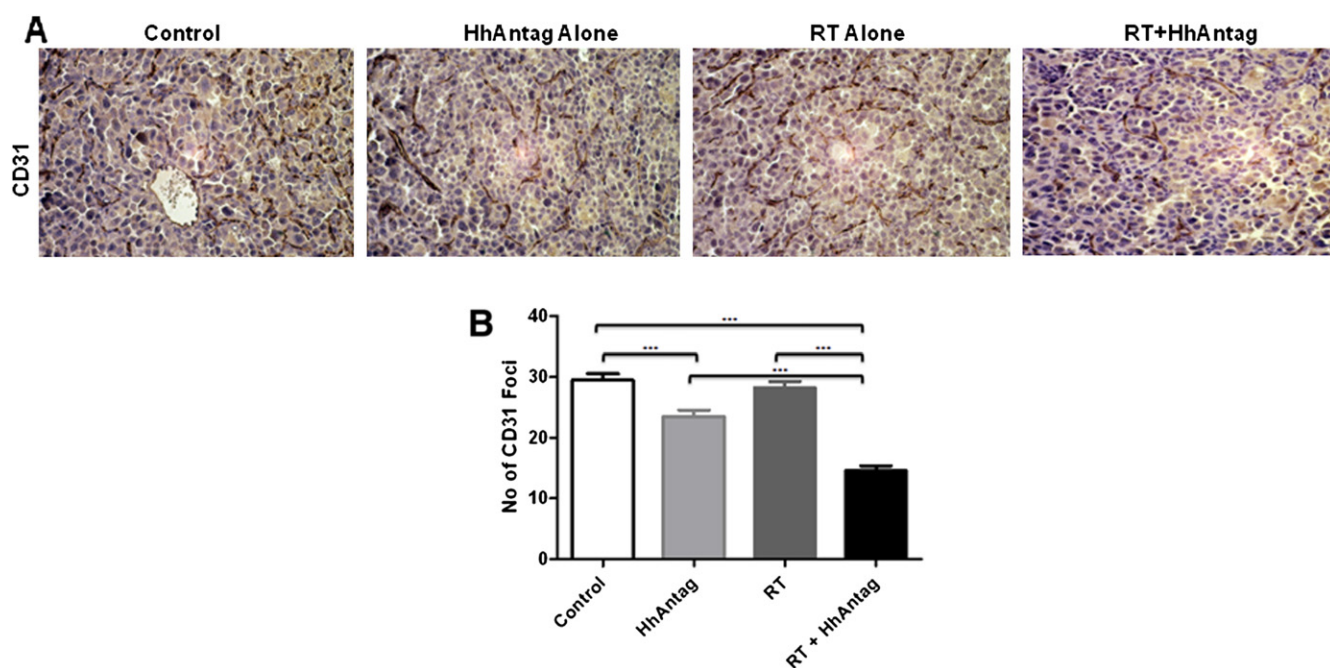 A
Control
HhAntag Alone
RT Alone
RT+HhAntag
CD31
B
No of CD31 Foci
40
30
20
10
0
***
***
***
***
Control
HhAntag
RT
RT + HhAntag